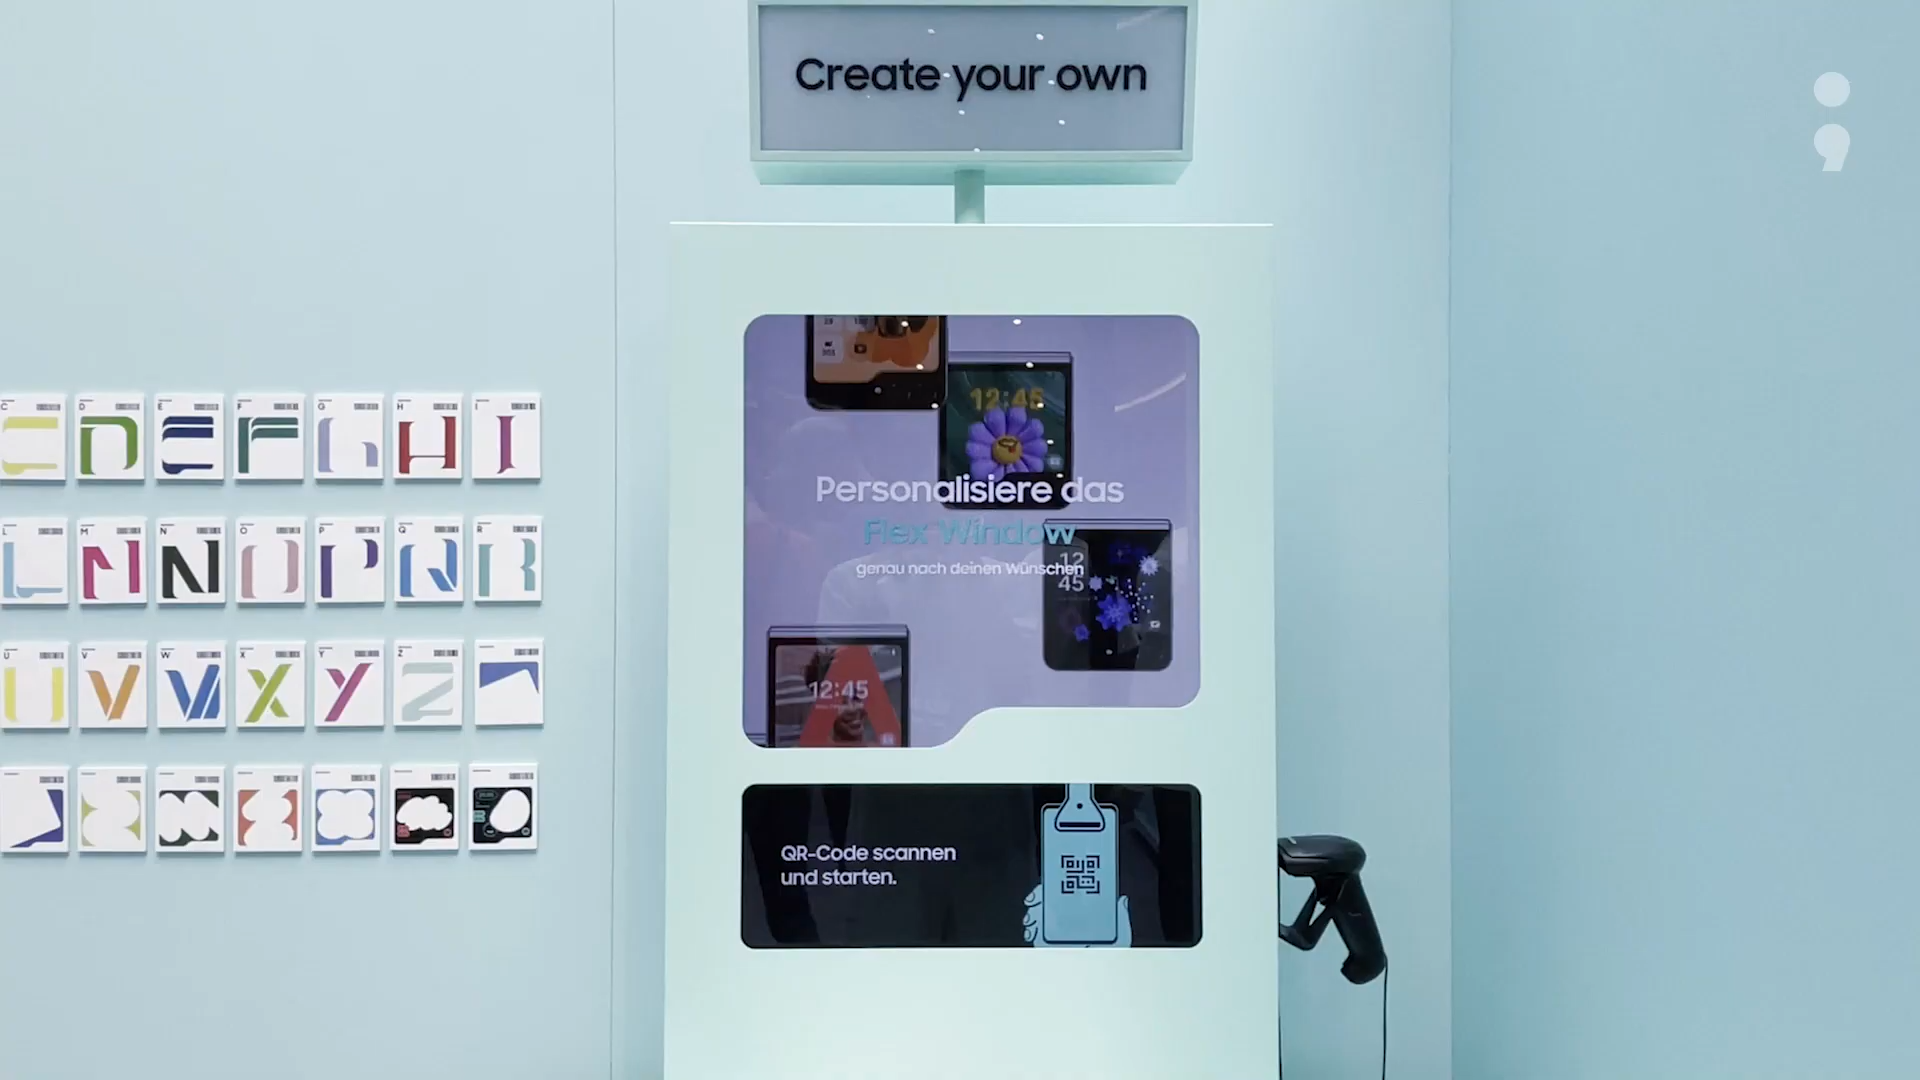 Create your own
Personalisiere das
Flex Window
genau nach deinen Wünschen
12:45
12
45
12:45
QR-Code scannen
und starten.
C D E F G H I
L M N O P Q R
U V W X Y Z